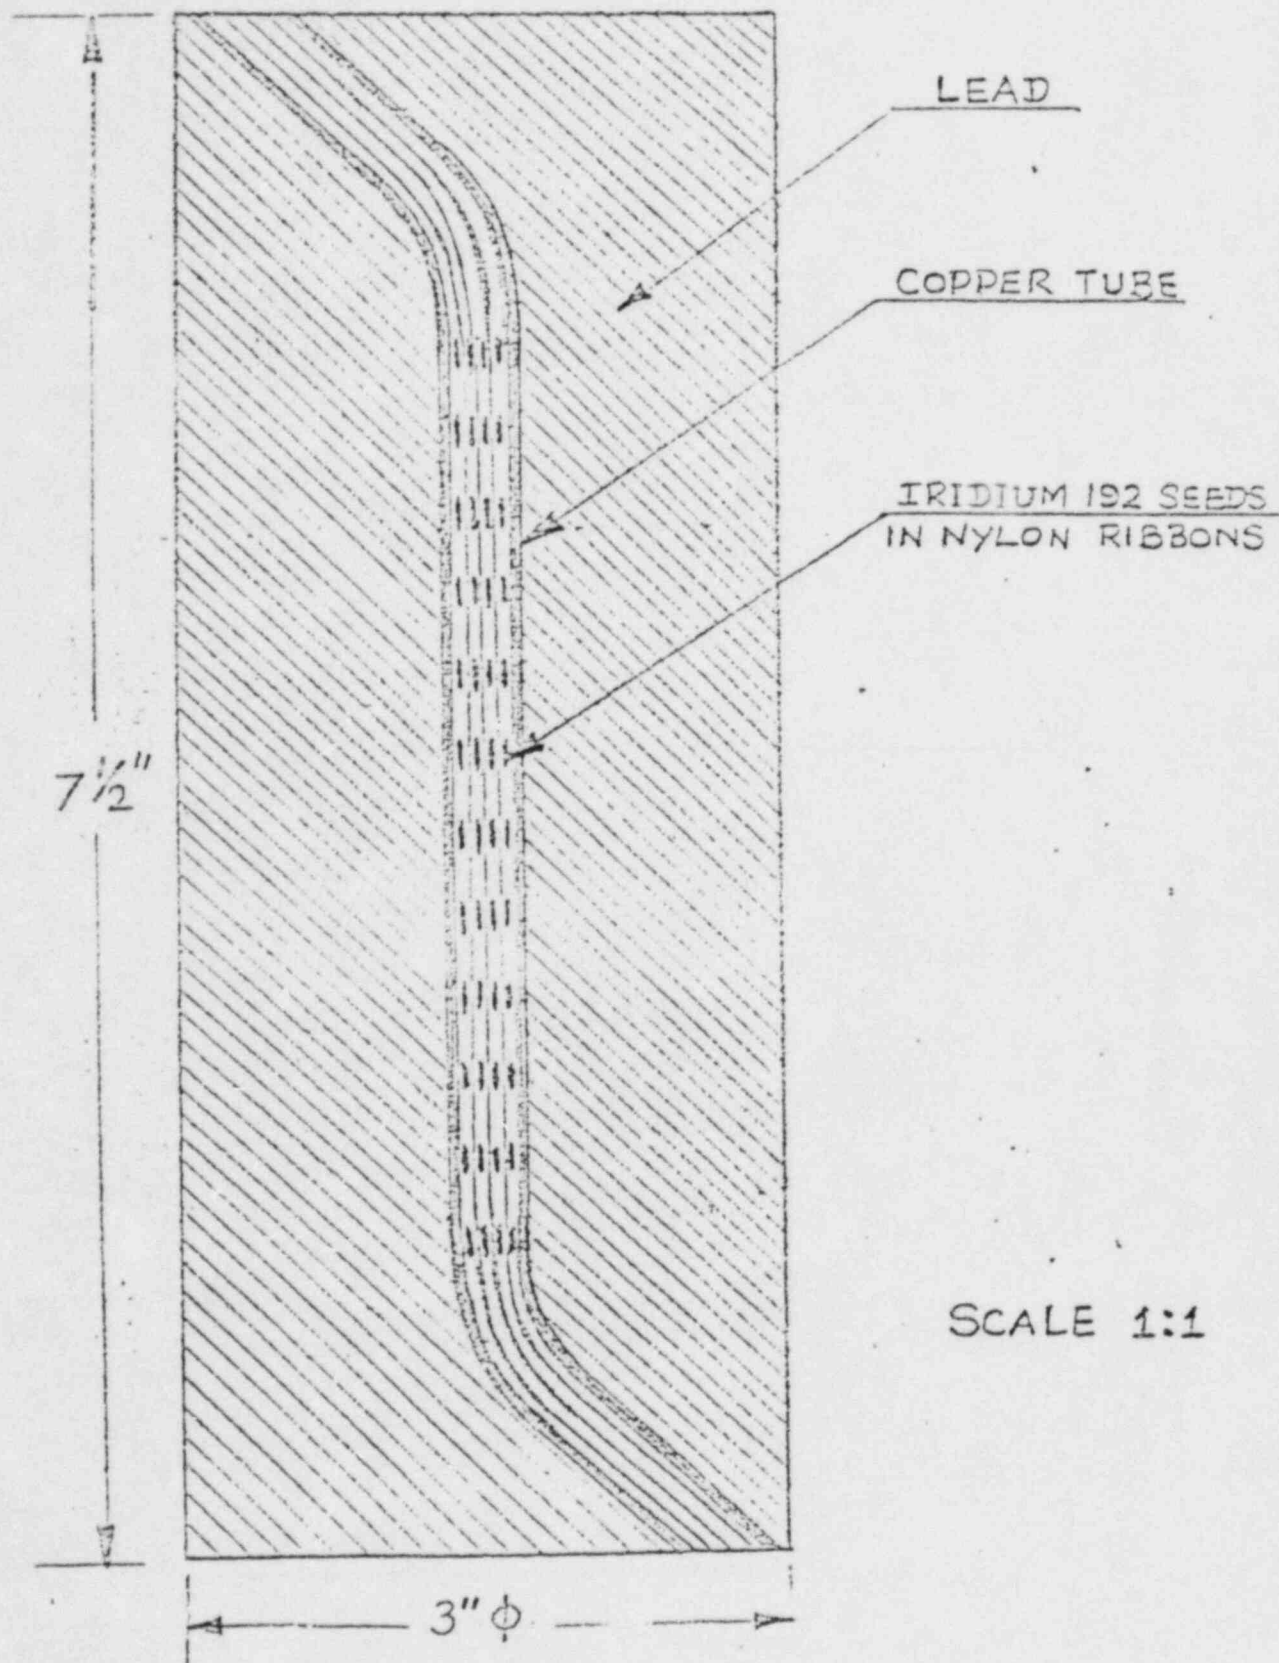 LEAD
COPPER TUBE
IRIDIUM 192 SEEDS
IN NYLON RIBBONS
7½"
SCALE 1:1
3"ϕ